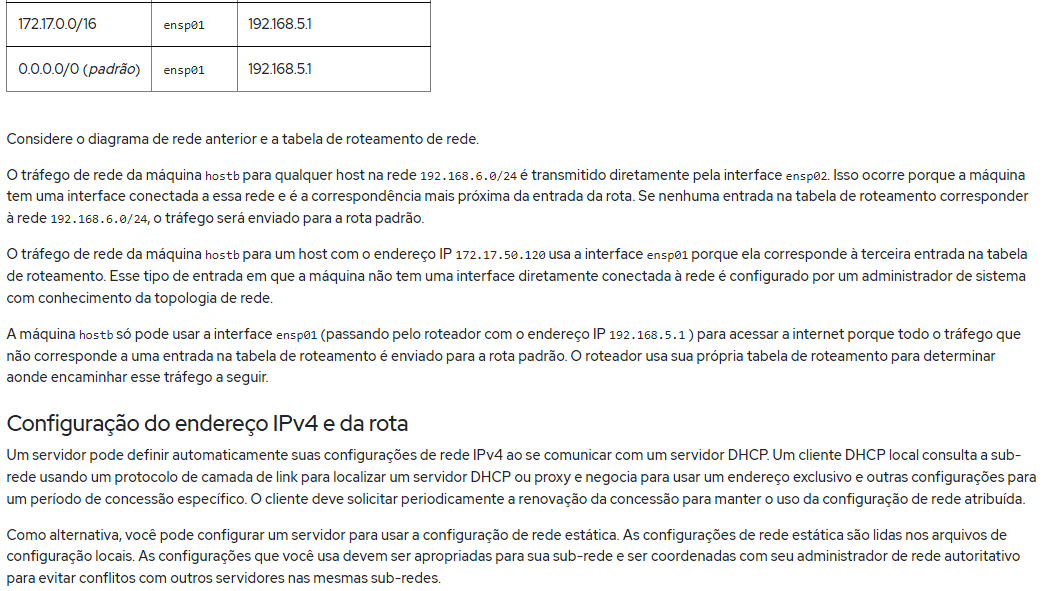 172.17.0.0/16 ensp01 192.168.5.1
0.0.0.0/0 (padrão) ensp01 192.168.5.1
Considere o diagrama de rede anterior e a tabela de roteamento de rede.
O tráfego de rede da máquina hostb para qualquer host na rede 192.168.6.0/24 é transmitido diretamente pela interface ensp02. Isso ocorre porque a máquina
tem uma interface conectada a essa rede e é a correspondência mais próxima da entrada da rota. Se nenhuma entrada na tabela de roteamento corresponder
à rede 192.168.6.0/24, o tráfego será enviado para a rota padrão.
O tráfego de rede da máquina hostb para um host com o endereço IP 172.17.50.120 usa a interface ensp01 porque ela corresponde à terceira entrada na tabela
de roteamento. Esse tipo de entrada em que a máquina não tem uma interface diretamente conectada à rede é configurado por um administrador de sistema
com conhecimento da topologia de rede.
A máquina hostb só pode usar a interface ensp01 (passando pelo roteador com o endereço IP 192.168.5.1 ) para acessar a internet porque todo o tráfego que
não corresponde a uma entrada na tabela de roteamento é enviado para a rota padrão. O roteador usa sua própria tabela de roteamento para determinar
aonde encaminhar esse tráfego a seguir.
Configuração do endereço IPv4 e da rota
Um servidor pode definir automaticamente suas configurações de rede IPv4 ao se comunicar com um servidor DHCP. Um cliente DHCP local consulta a sub-
rede usando um protocolo de camada de link para localizar um servidor DHCP ou proxy e negocia para usar um endereço exclusivo e outras configurações para
um período de concessão específico. O cliente deve solicitar periodicamente a renovação da concessão para manter o uso da configuração de rede atribuída.
Como alternativa, você pode configurar um servidor para usar a configuração de rede estática. As configurações de rede estática são lidas nos arquivos de
configuração locais. As configurações que você usa devem ser apropriadas para sua sub-rede e ser coordenadas com seu administrador de rede autoritativo
para evitar conflitos com outros servidores nas mesmas sub-redes.